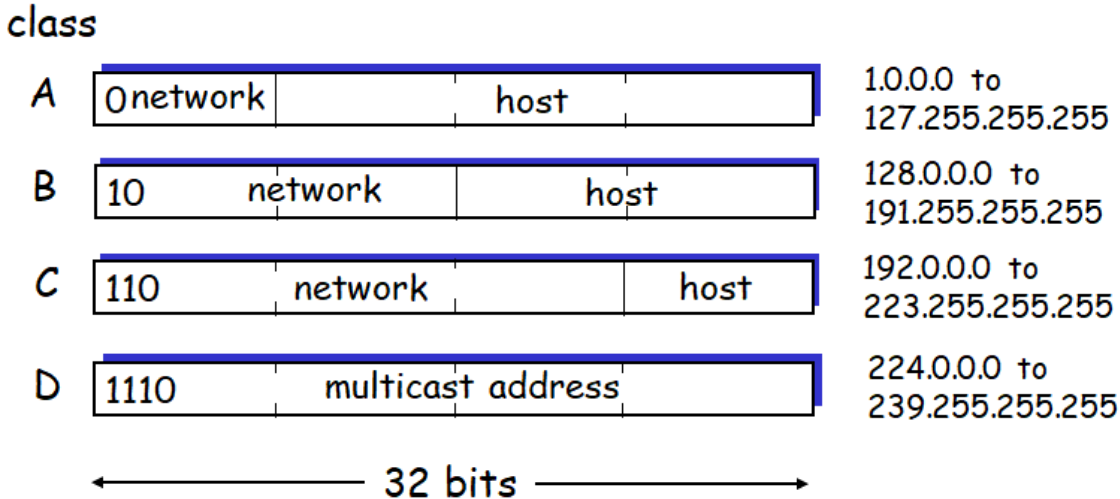 class
A
0 network host
1.0.0.0 to
127.255.255.255
B
10 network host
128.0.0.0 to
191.255.255.255
C
110 network host
192.0.0.0 to
223.255.255.255
D
1110 multicast address
224.0.0.0 to
239.255.255.255
32 bits